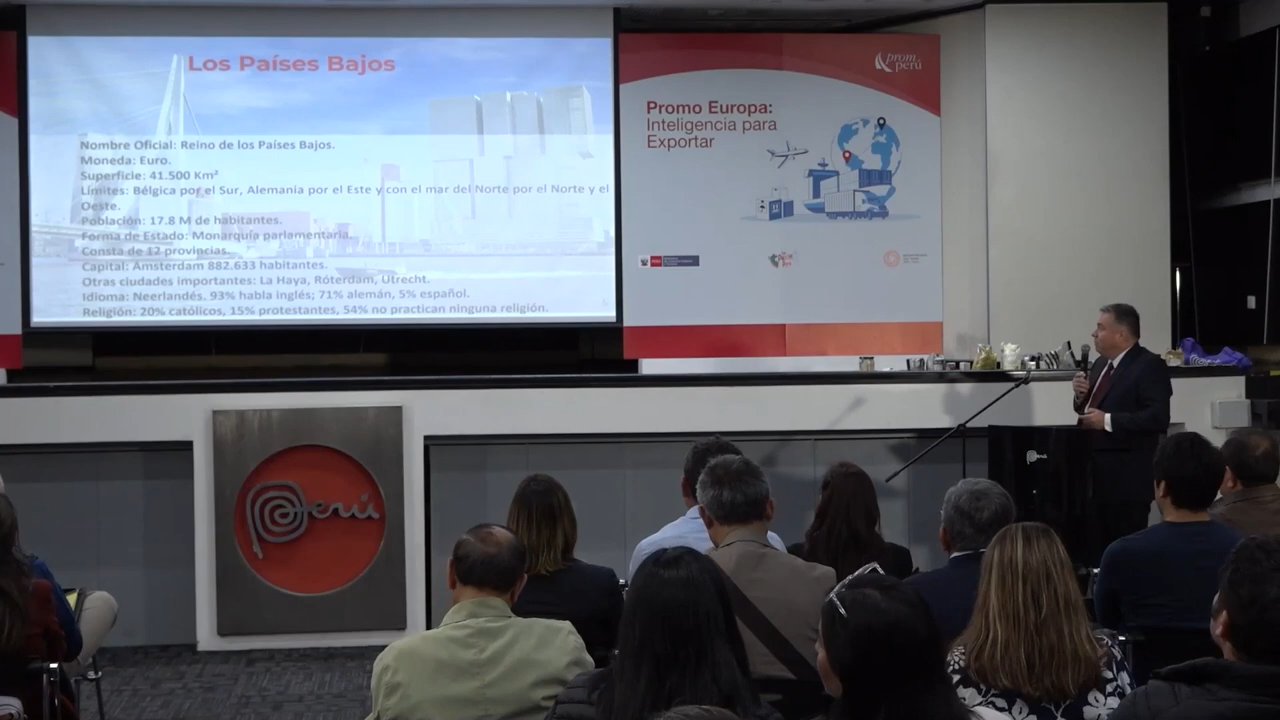 Los Países Bajos
Nombre Oficial: Reino de los Países Bajos.
Moneda: Euro.
Superficie: 41.500 Km²
Límites: Bélgica por el Sur, Alemania por el Este y con el mar del Norte por el Norte y el
Oeste.
Población: 17.8 M de habitantes.
Forma de Estado: Monarquía parlamentaria.
Consta de 12 provincias.
Capital: Ámsterdam 882.633 habitantes.
Otras ciudades importantes: La Haya, Róterdam, Utrecht.
Idioma: Neerlandés. 93% habla inglés; 71% alemán, 5% español.
Religión: 20% católicos, 15% protestantes, 54% no practican ninguna religión.
prom
perú
Promo Europa:
Inteligencia para
Exportar
Perú
Perú